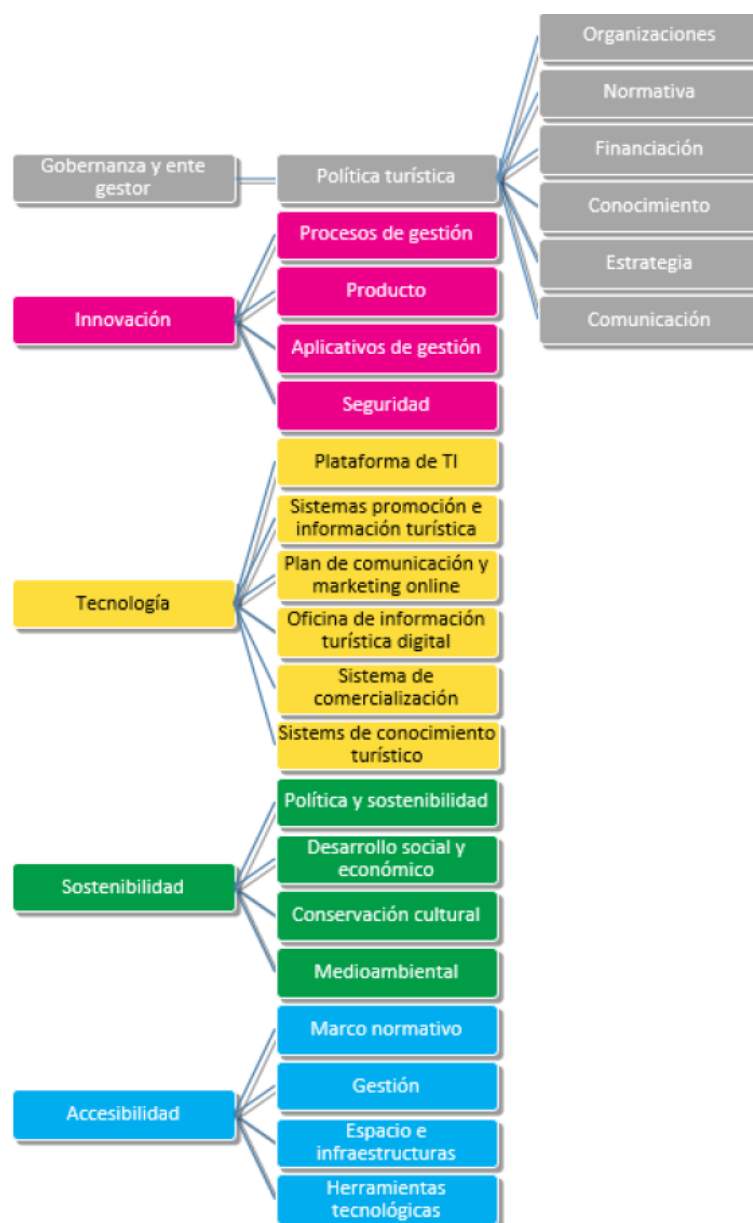 Organizaciones
Normativa
Financiación
Conocimiento
Estrategia
Comunicación
Gobernanza y ente
gestor
Política turística
Innovación
Procesos de gestión
Producto
Aplicativos de gestión
Seguridad
Tecnología
Plataforma de TI
Sistemas promoción e
información turística
Plan de comunicación y
marketing online
Oficina de información
turística digital
Sistema de
comercialización
Sistems de conocimiento
turístico
Sostenibilidad
Política y sostenibilidad
Desarrollo social y
económico
Conservación cultural
Medioambiental
Accesibilidad
Marco normativo
Gestión
Espacio e
infraestructuras
Herramientas
tecnológicas